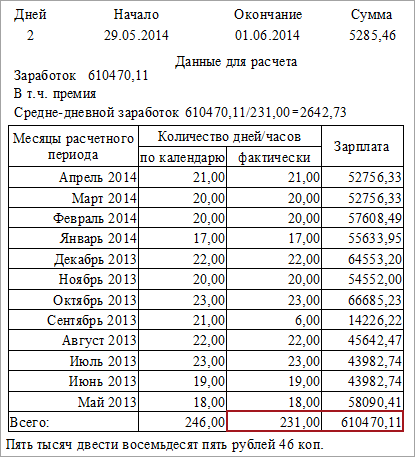 Дней Начало Окончание Сумма
2 29.05.2014 01.06.2014 5285,46
Данные для расчета
Заработок 610470,11
В т.ч. премия
Средне-дневной заработок 610470,11/231,00=2642,73
Месяцы расчетного периода Количество дней/часов Зарплата
по календарю фактически
Апрель 2014 21,00 21,00 52756,33
Март 2014 20,00 20,00 52756,33
Февраль 2014 20,00 20,00 57608,49
Январь 2014 17,00 17,00 55633,95
Декабрь 2013 22,00 22,00 64553,20
Ноябрь 2013 20,00 20,00 54552,00
Октябрь 2013 23,00 23,00 66685,23
Сентябрь 2013 21,00 6,00 14226,22
Август 2013 22,00 22,00 45642,47
Июль 2013 23,00 23,00 43982,74
Июнь 2013 19,00 19,00 43982,74
Май 2013 18,00 18,00 58090,41
Всего: 246,00 231,00 610470,11
Пять тысяч двести восемьдесят пять рублей 46 коп.